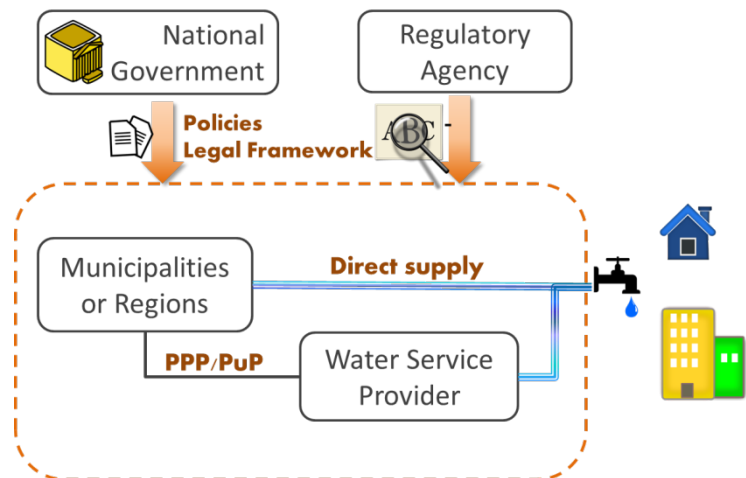 National
Government
Regulatory
Agency
Policies
Legal Framework
ABC
-
Municipalities
or Regions
Direct supply
PPP/PuP
Water Service
Provider